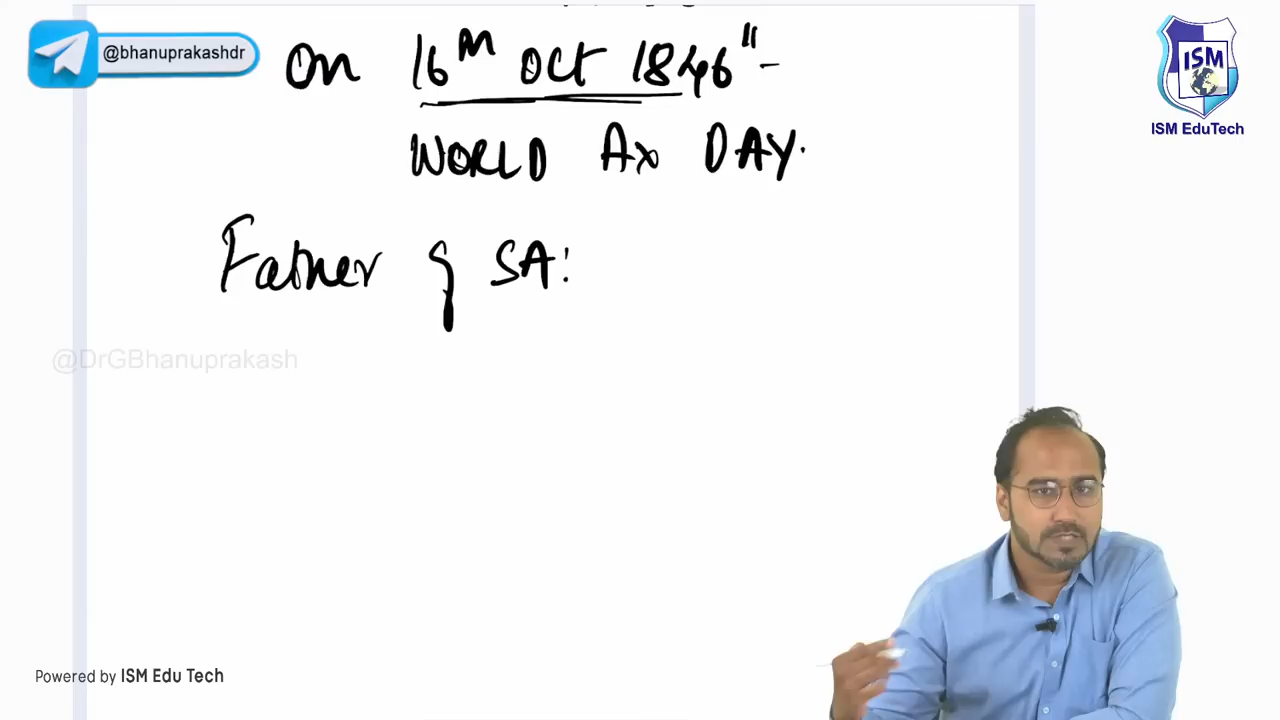 @bhanuprakashdr
ISM
ISM EduTech
On 16th Oct 1846" -
WORLD Ax DAY.
Father of SA:
@DrGBhanuprakash
Powered by ISM Edu Tech